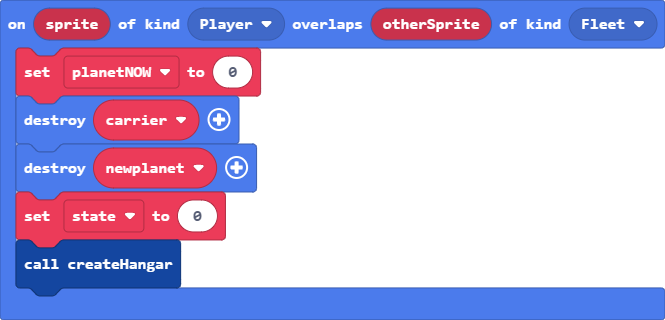 on sprite of kind Player overlaps otherSprite of kind Fleet
set planetNOW to 0
destroy carrier
destroy newplanet
set state to 0
call createHangar